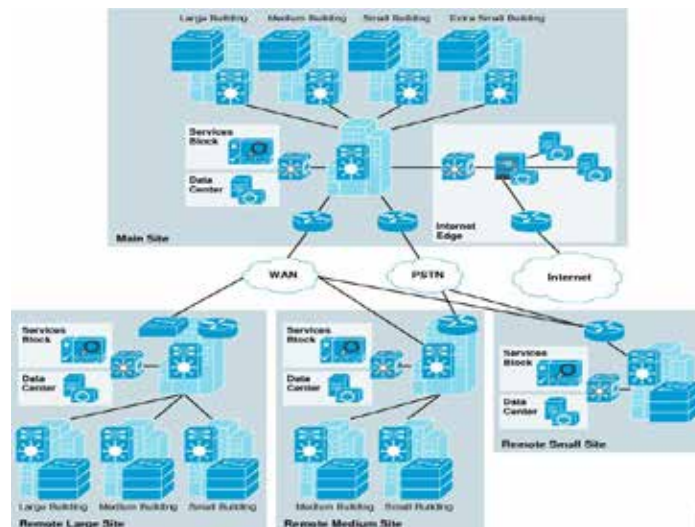 Large Building
Medium Building
Small Building
Extra Small Building
Services
Block
Data
Center
Main Site
Internet
Edge
WAN
PSTN
Internet
Services
Block
Data
Center
Large Building
Medium Building
Small Building
Remote Large Site
Services
Block
Data
Center
Medium Building
Small Building
Remote Medium Site
Services
Block
Data
Center
Remote Small Site